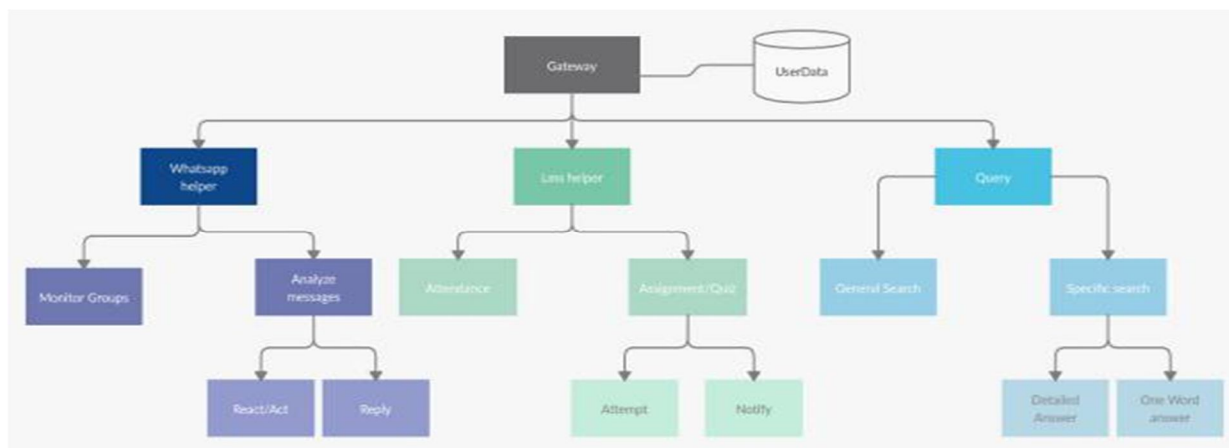 Gateway
UserData
Whatsapp
helper
Lms helper
Query
Monitor Groups
Analyze
messages
Attendance
Assignment/Quiz
General Search
Specific search
React/Act
Reply
Attempt
Notify
Detailed
Answer
One Word
answer